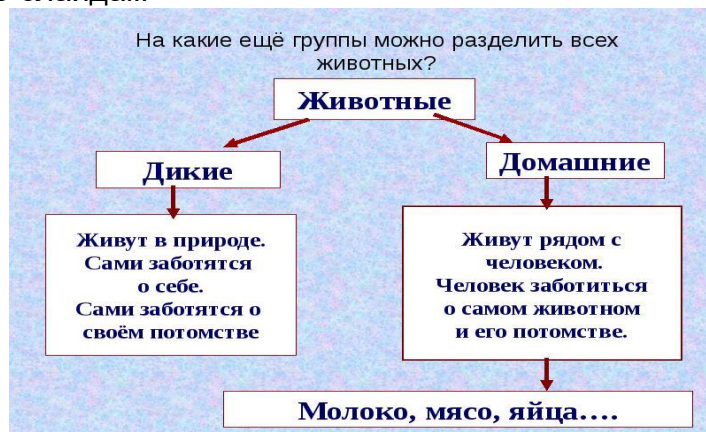 На какие ещё группы можно разделить всех
животных?
Животные
Дикие
Домашние
Живут в природе.
Сами заботятся
о себе.
Сами заботятся о
своём потомстве
Живут рядом с
человеком.
Человек заботиться
о самом животном
и его потомстве.
Молоко, мясо, яйца….